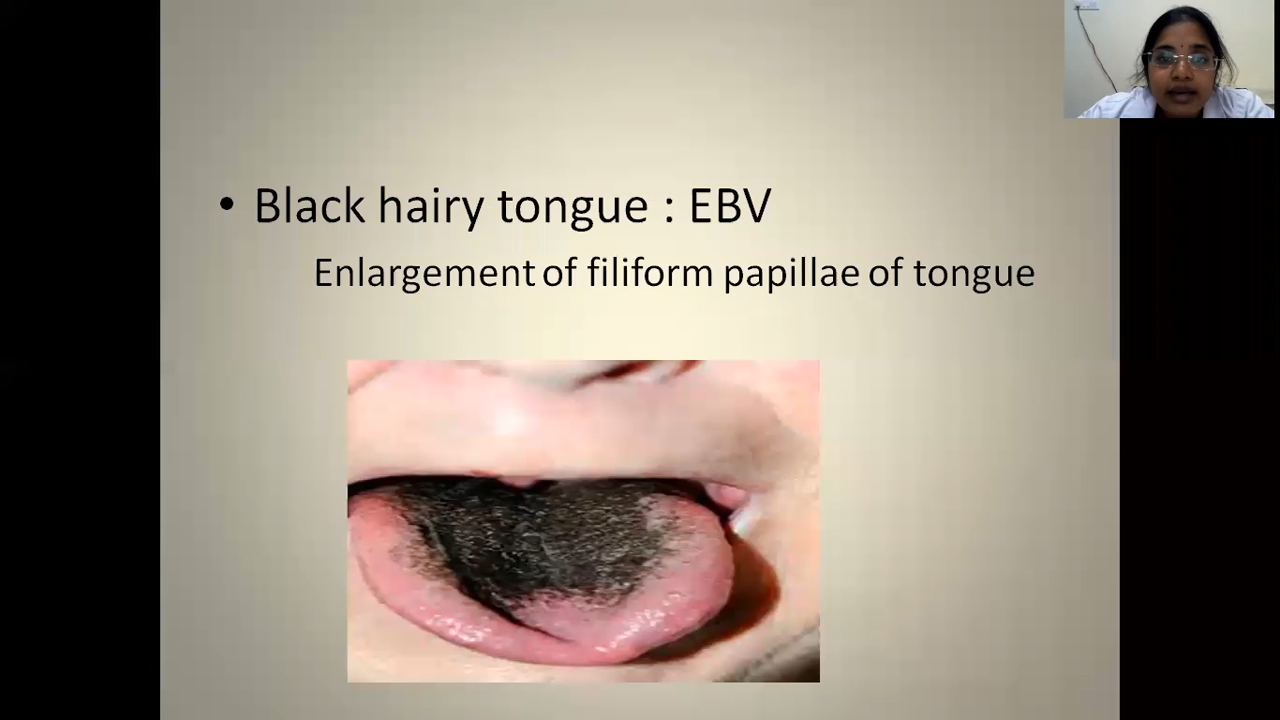 • Black hairy tongue : EBV
Enlargement of filiform papillae of tongue